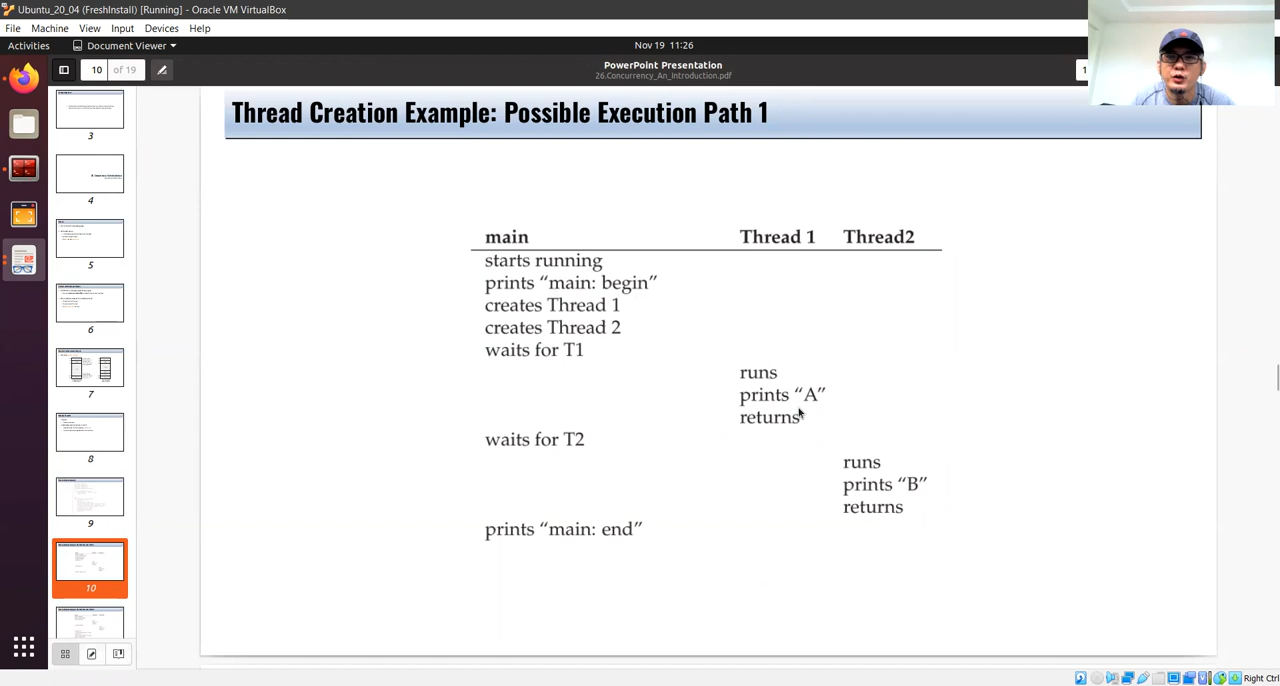 Ubuntu_20_04 (FreshInstall) [Running] - Oracle VM VirtualBox
File Machine View Input Devices Help
Activities Document Viewer Nov 19 11:26
10 of 19 PowerPoint Presentation
26.Concurrency_An_Introduction.pdf
Thread Creation Example: Possible Execution Path 1
main Thread 1 Thread2
starts running
prints “main: begin”
creates Thread 1
creates Thread 2
waits for T1
runs
prints “A”
returns
waits for T2
runs
prints “B”
returns
prints “main: end”
3
4
5
6
7
8
9
10
Right Ctrl